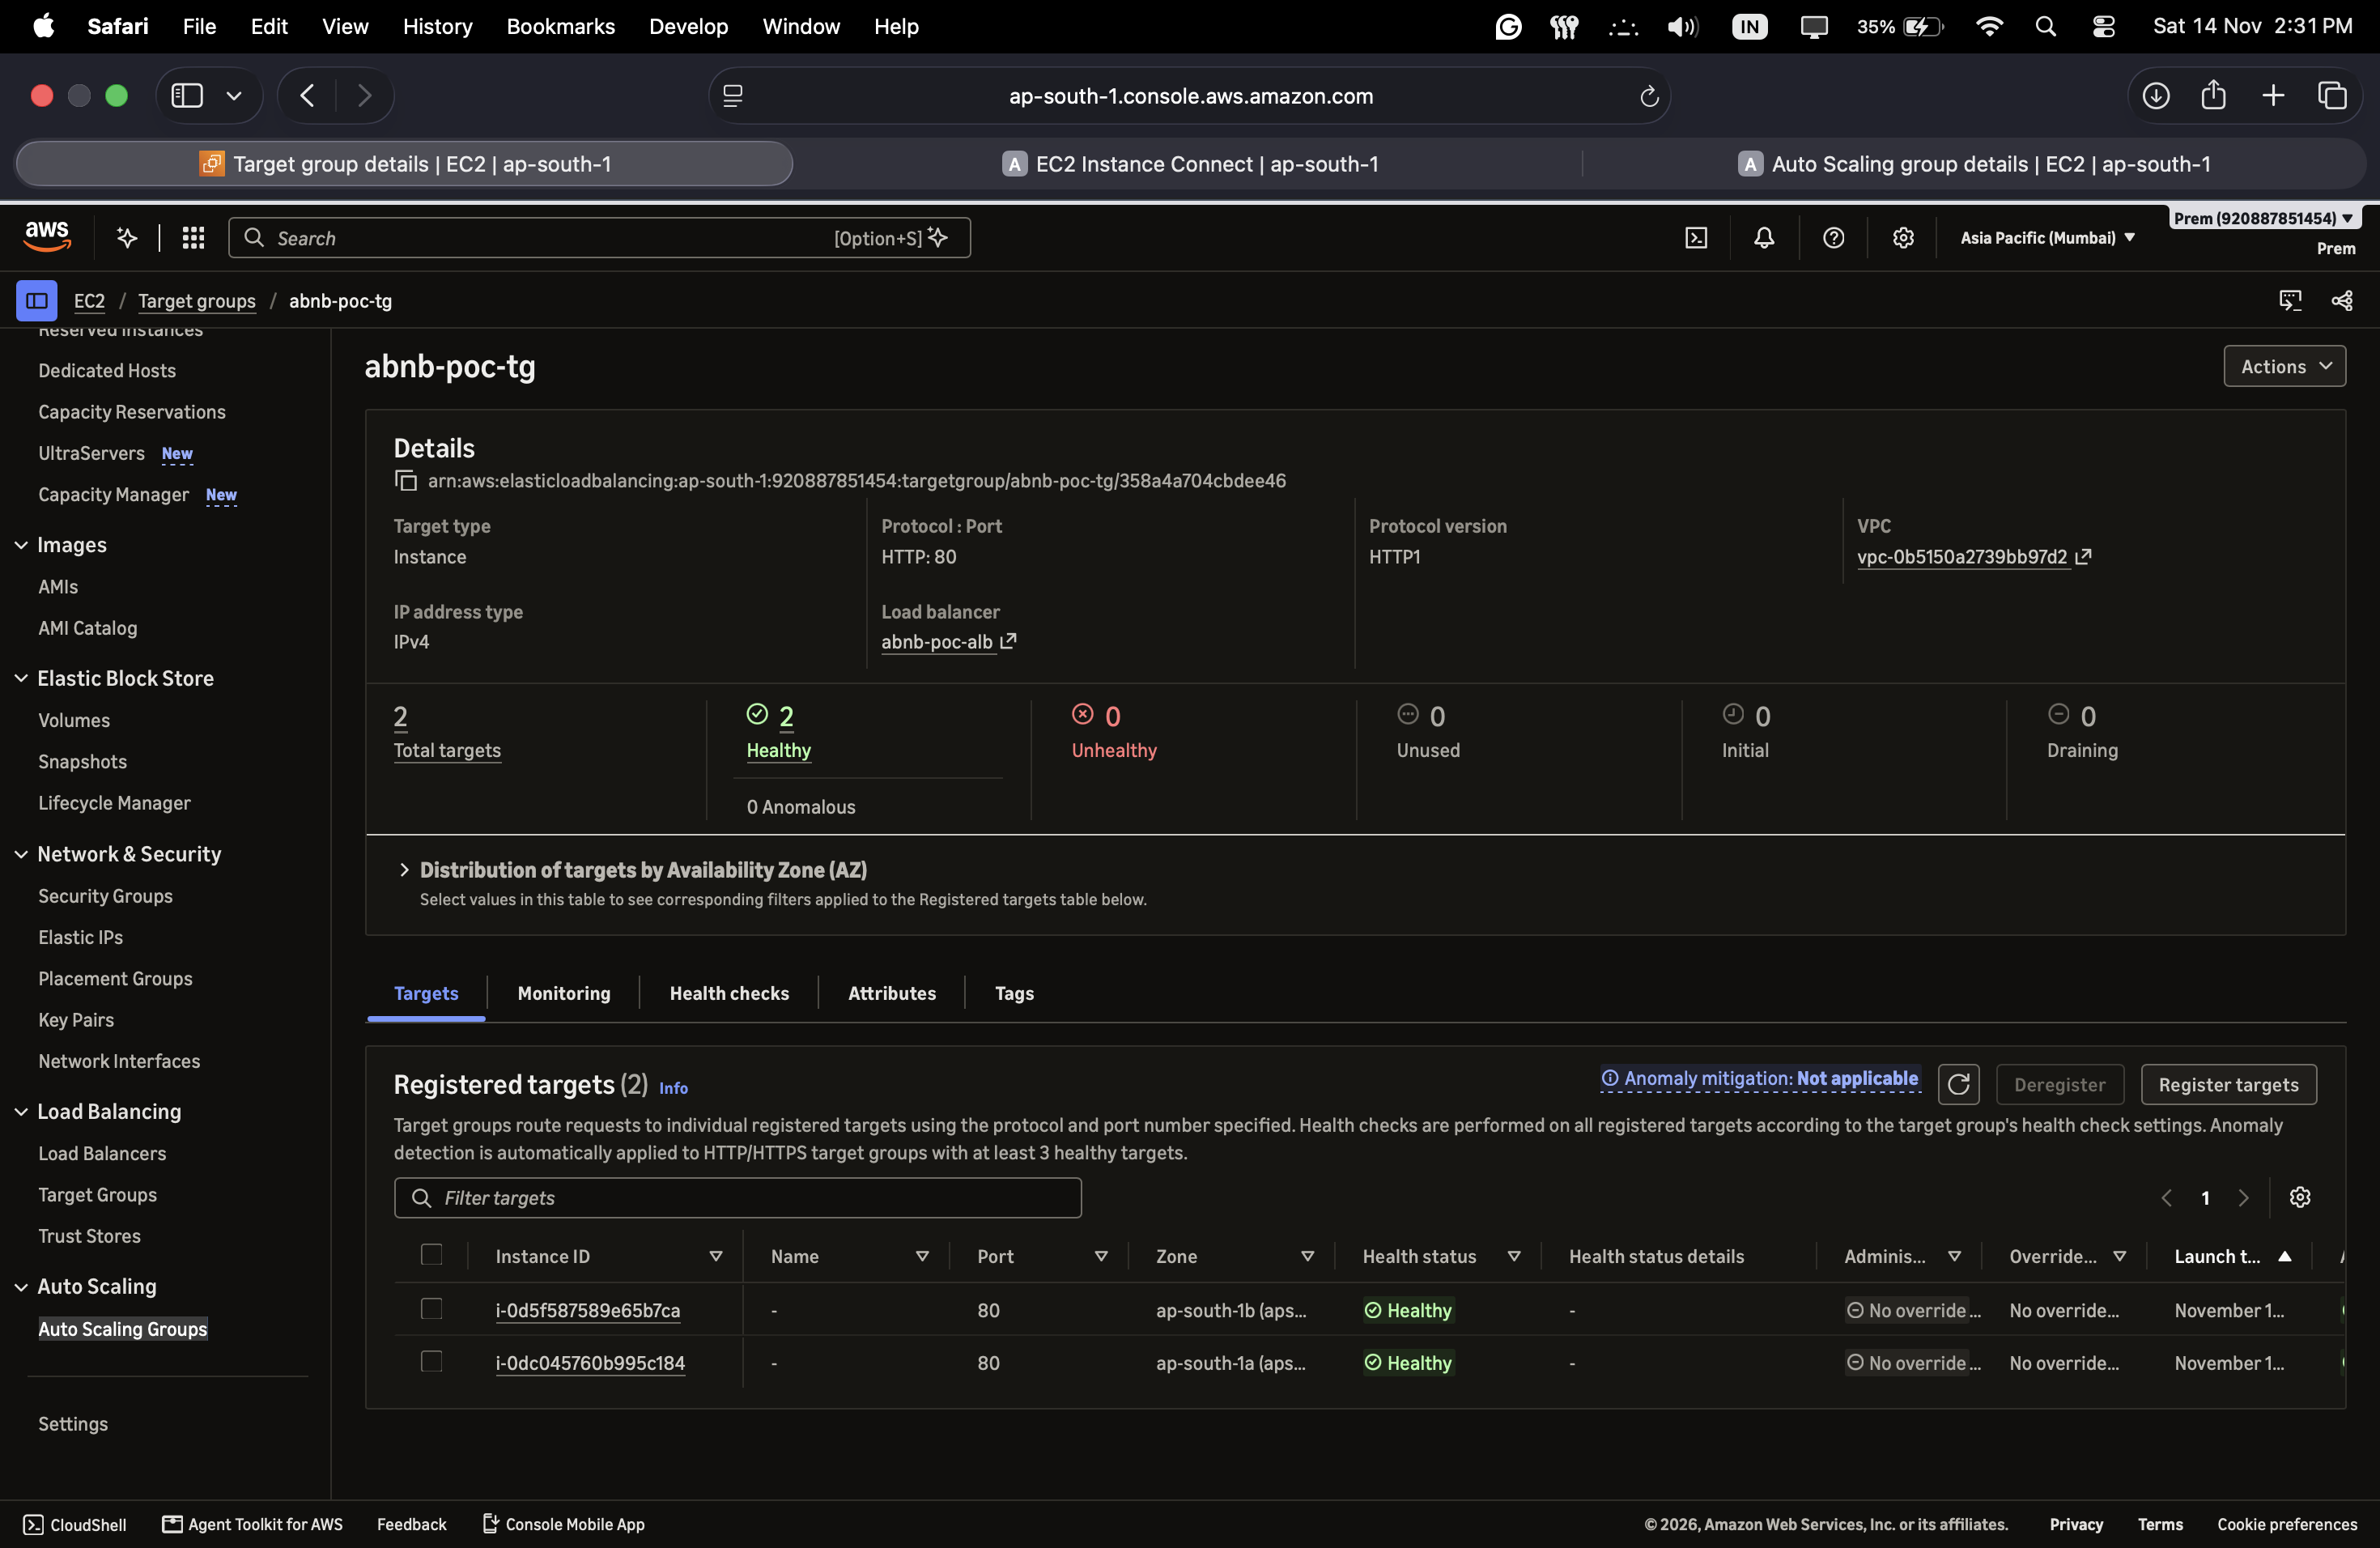 Safari File Edit View History Bookmarks Develop Window Help IN 35% Sat 14 Nov 2:31 PM
ap-south-1.console.aws.amazon.com
Target group details | EC2 | ap-south-1
A EC2 Instance Connect | ap-south-1
A Auto Scaling group details | EC2 | ap-south-1
aws Search [Option+S] Asia Pacific (Mumbai) Prem (920887851454)
Prem
EC2 / Target groups / abnb-poc-tg
Reserved Instances
Dedicated Hosts
Capacity Reservations
UltraServers New
Capacity Manager New
Images
AMIs
AMI Catalog
Elastic Block Store
Volumes
Snapshots
Lifecycle Manager
Network & Security
Security Groups
Elastic IPs
Placement Groups
Key Pairs
Network Interfaces
Load Balancing
Load Balancers
Target Groups
Trust Stores
Auto Scaling
Auto Scaling Groups
Settings
abnb-poc-tg
Actions
Details
arn:aws:elasticloadbalancing:ap-south-1:920887851454:targetgroup/abnb-poc-tg/358a4a704cbdee46
Target type
Instance
Protocol : Port
HTTP: 80
Protocol version
HTTP1
VPC
vpc-0b5150a2739bb97d2
IP address type
IPv4
Load balancer
abnb-poc-alb
2
Total targets
2
Healthy
0 Anomalous
0
Unhealthy
0
Unused
0
Initial
0
Draining
Distribution of targets by Availability Zone (AZ)
Select values in this table to see corresponding filters applied to the Registered targets table below.
Targets Monitoring Health checks Attributes Tags
Registered targets (2) Info
Anomaly mitigation: Not applicable
Deregister
Register targets
Target groups route requests to individual registered targets using the protocol and port number specified. Health checks are performed on all registered targets according to the target group's health check settings. Anomaly
detection is automatically applied to HTTP/HTTPS target groups with at least 3 healthy targets.
Filter targets
1
Instance ID Name Port Zone Health status Health status details Adminis... Override... Launch t...
i-0d5f587589e65b7ca - 80 ap-south-1b (aps... Healthy - No override ... No override... November 1...
i-0dc045760b995c184 - 80 ap-south-1a (aps... Healthy - No override ... No override... November 1...
CloudShell Agent Toolkit for AWS Feedback Console Mobile App © 2026, Amazon Web Services, Inc. or its affiliates. Privacy Terms Cookie preferences